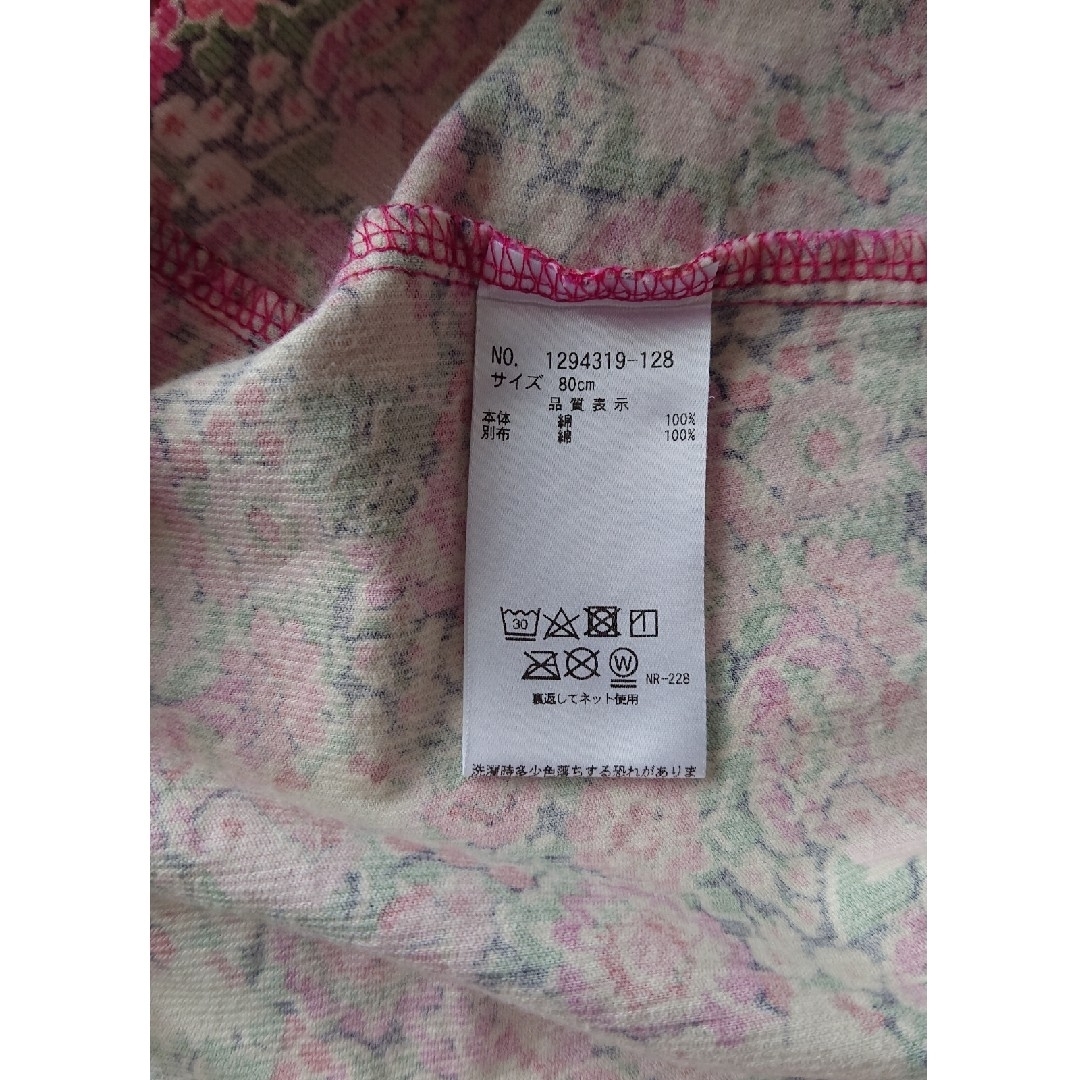 NO. 1294319-128
サイズ 80cm
品質表示
本体 綿 100%
別布 綿 100%
30
W NR-228
裏返してネット使用
洗濯時多少色落ちする恐れがありま